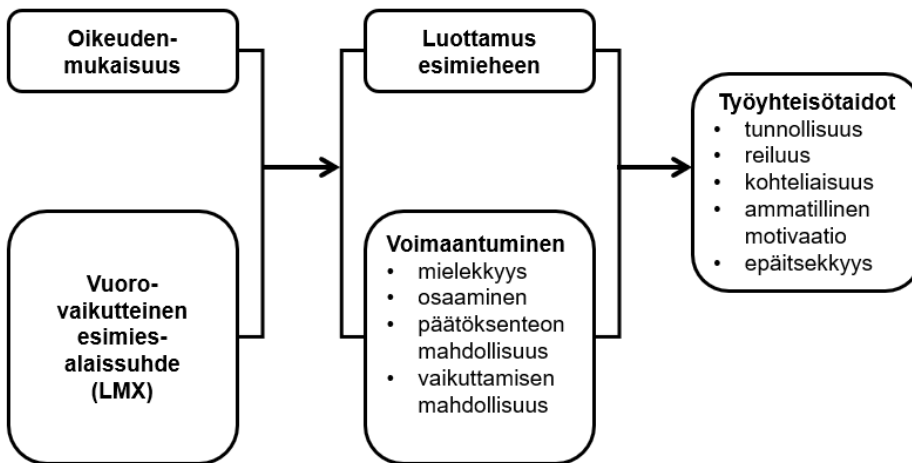 Oikeuden-
mukaisuus
Vuoro-
vaikutteinen
esimies-
alaissuhde
(LMX)
Luottamus
esimieheen
Voimaantuminen
• mielekkyys
• osaaminen
• päätöksenteon
mahdollisuus
• vaikuttamisen
mahdollisuus
Työyhteisötaidot
• tunnollisuus
• reiluus
• kohteliaisuus
• ammatillinen
motivaatio
• epäitsekkyys